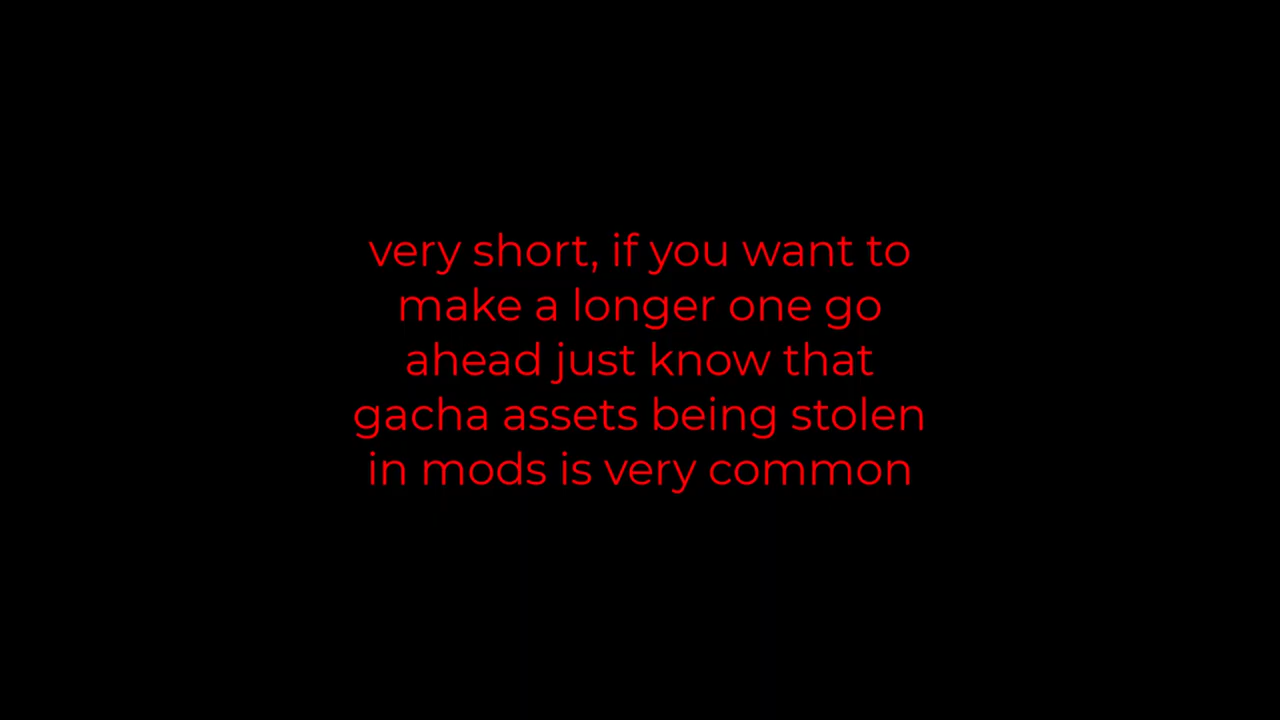 very short, if you want to
make a longer one go
ahead just know that
gacha assets being stolen
in mods is very common